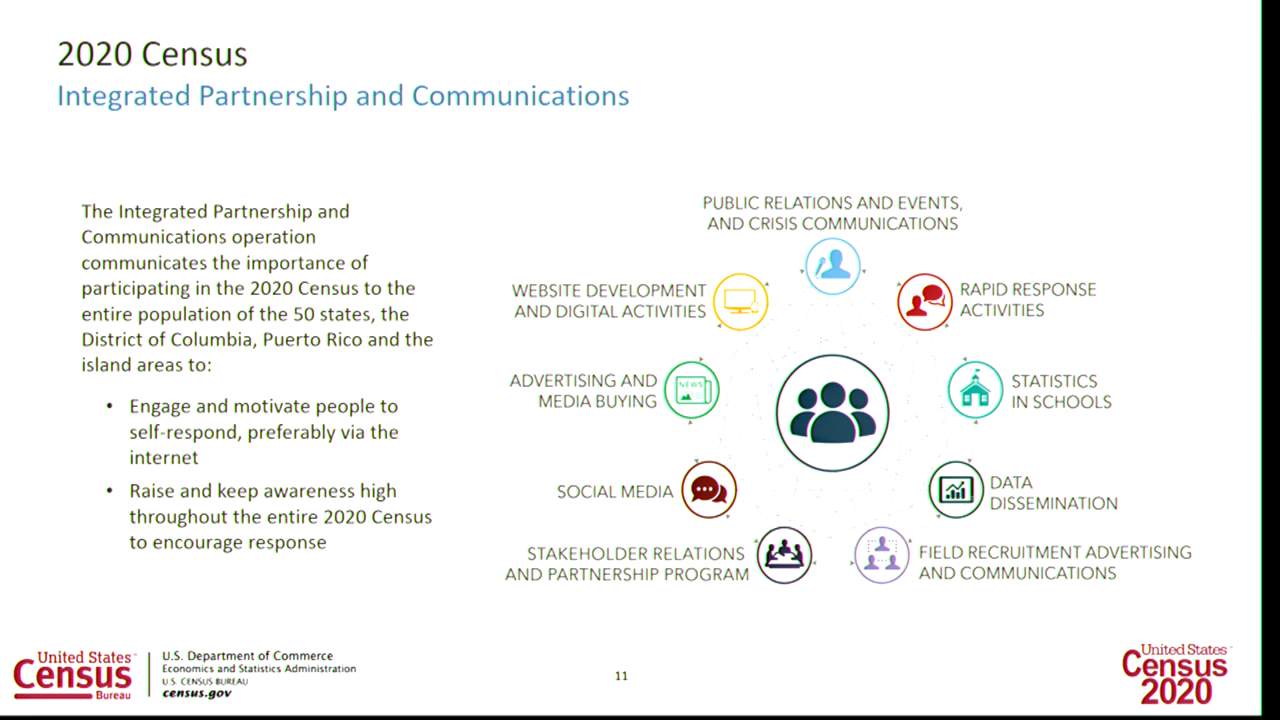 2020 Census
Integrated Partnership and Communications
The Integrated Partnership and
Communications operation
communicates the importance of
participating in the 2020 Census to the
entire population of the 50 states, the
District of Columbia, Puerto Rico and the
island areas to:
• Engage and motivate people to
self-respond, preferably via the
internet
• Raise and keep awareness high
throughout the entire 2020 Census
to encourage response
PUBLIC RELATIONS AND EVENTS,
AND CRISIS COMMUNICATIONS
WEBSITE DEVELOPMENT
AND DIGITAL ACTIVITIES
RAPID RESPONSE
ACTIVITIES
ADVERTISING AND
MEDIA BUYING
NEWS
STATISTICS
IN SCHOOLS
SOCIAL MEDIA
DATA
DISSEMINATION
STAKEHOLDER RELATIONS
AND PARTNERSHIP PROGRAM
FIELD RECRUITMENT ADVERTISING
AND COMMUNICATIONS
United States™
Census
Bureau
U.S. Department of Commerce
Economics and Statistics Administration
U.S. CENSUS BUREAU
census.gov
11
United States™
Census
2020